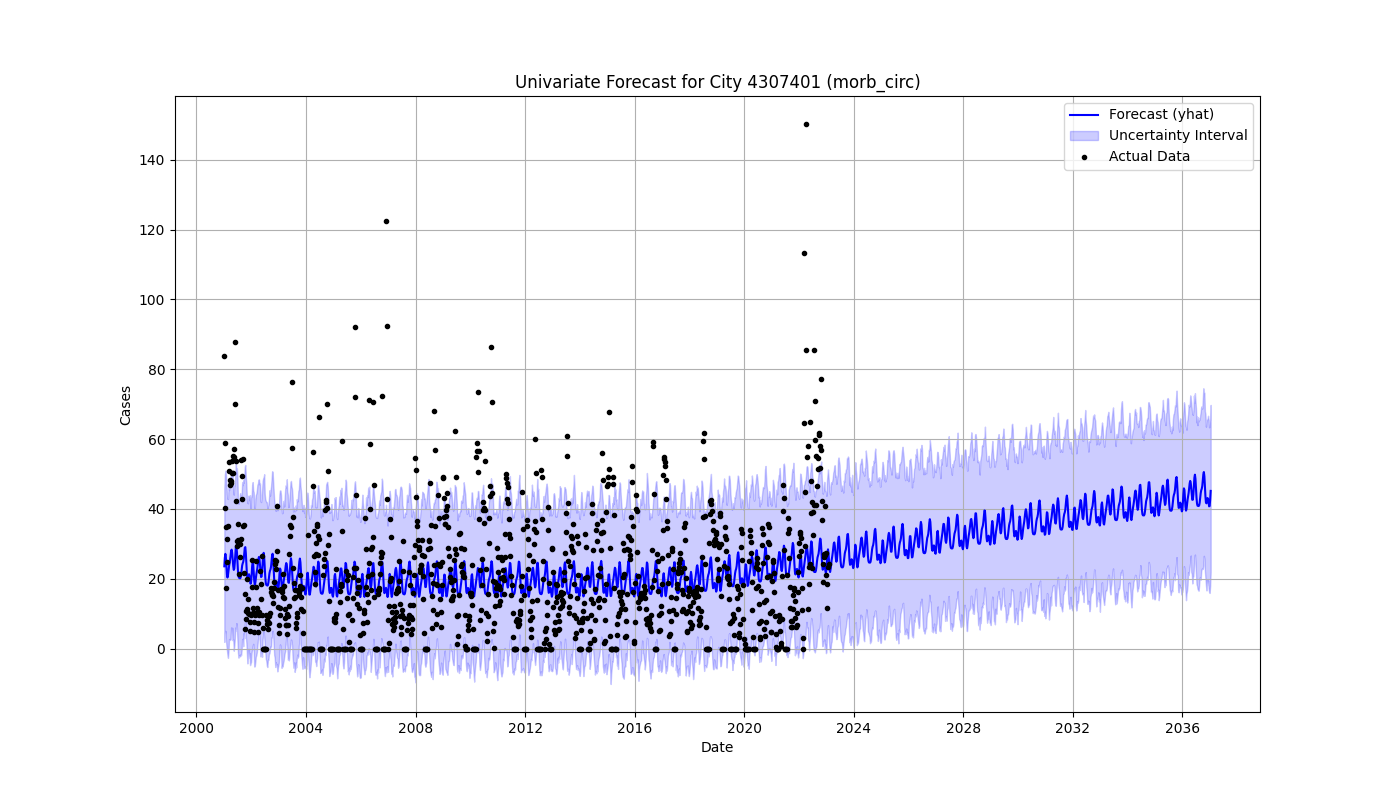 Univariate Forecast for City 4307401 (morb_circ)
Forecast (yhat)
Uncertainty Interval
Actual Data
140
120
100
80
60
40
20
0
Cases
2000 2004 2008 2012 2016 2020 2024 2028 2032 2036
Date